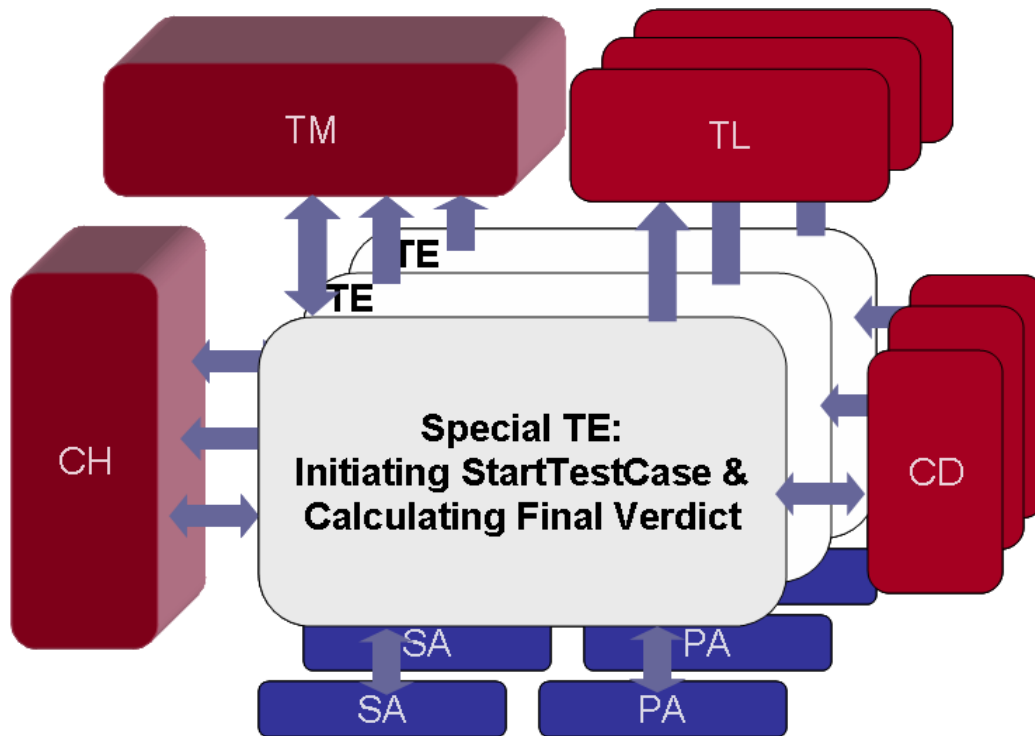 TM
TL
TE
TE
CH
Special TE:
Initiating StartTestCase &
Calculating Final Verdict
CD
SA
PA
SA
PA